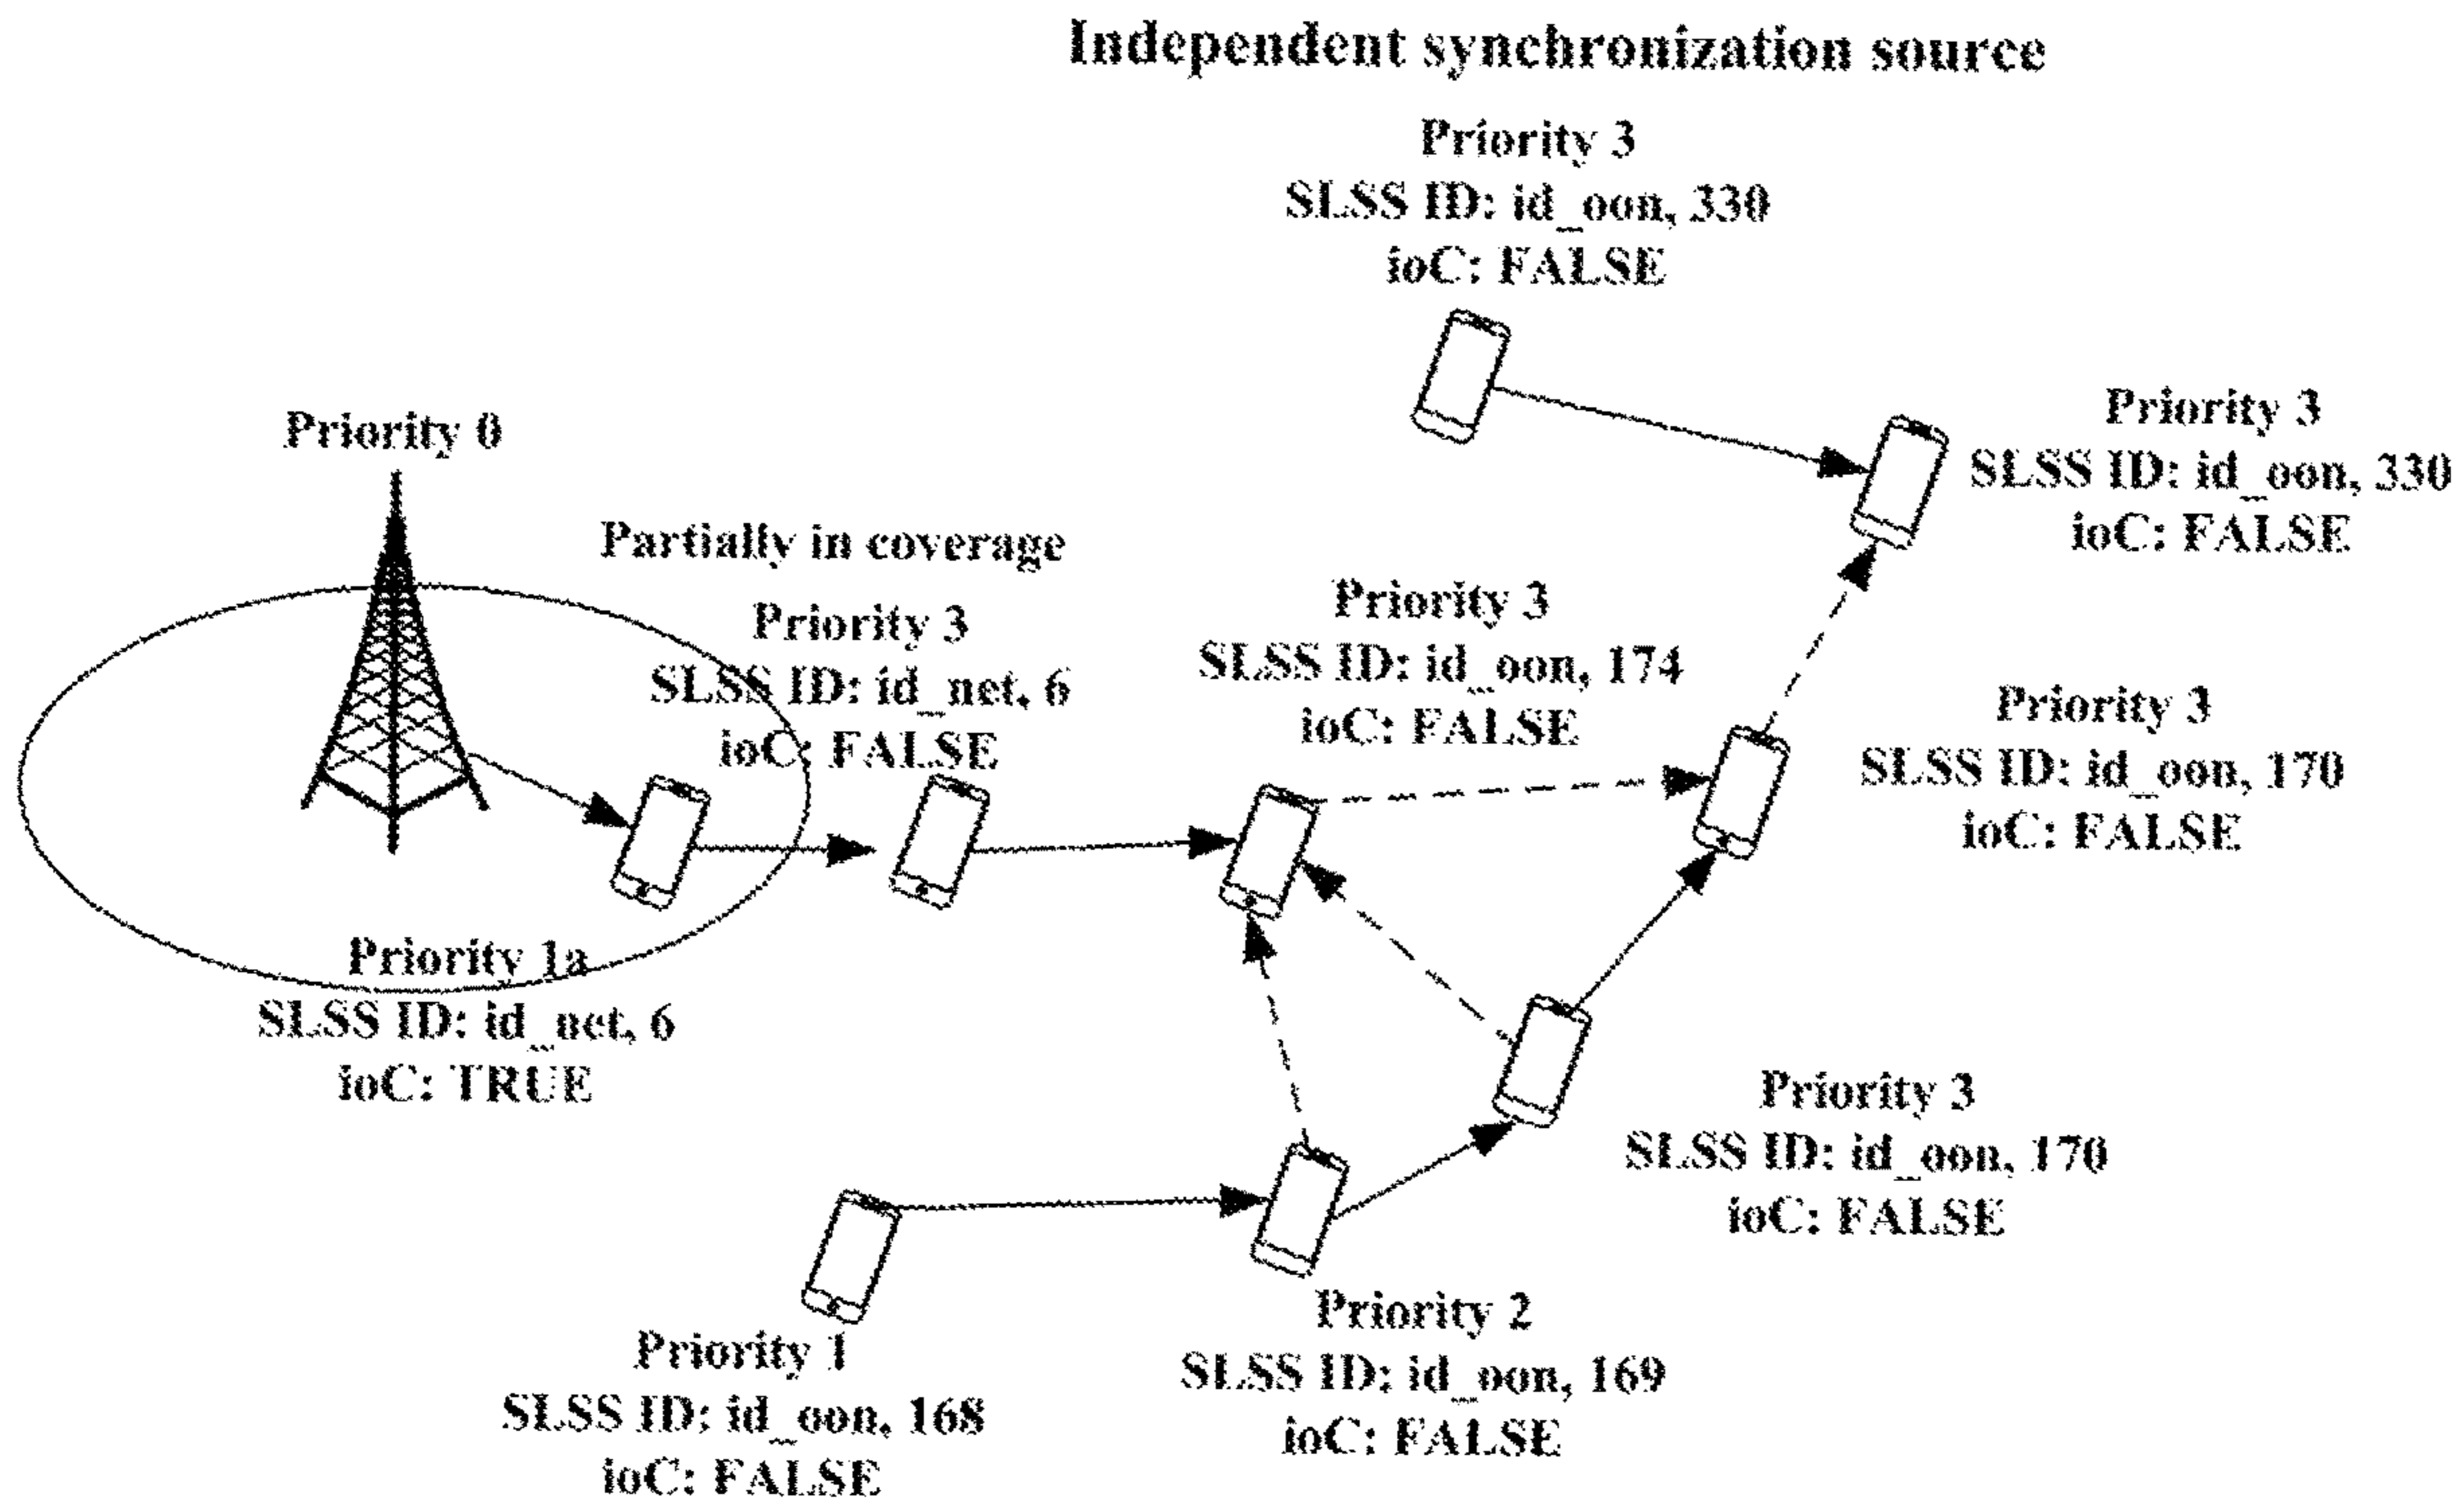 Independent synchronization source
Priority 3
SLSS ID: id_oon, 330
ioC: FALSE
Priority 3
SLSS ID: id_oon, 330
ioC: FALSE
Priority 0
Partially in coverage
Priority 3
SLSS ID: id_net, 6
ioC: FALSE
Priority 3
SLSS ID: id_oon, 174
ioC: FALSE
Priority 3
SLSS ID: id_oon, 170
ioC: FALSE
Priority 1a
SLSS ID: id_net, 6
ioC: TRUE
Priority 3
SLSS ID: id_oon, 170
ioC: FALSE
Priority 2
SLSS ID: id_oon, 169
ioC: FALSE
Priority 1
SLSS ID: id_oon, 168
ioC: FALSE